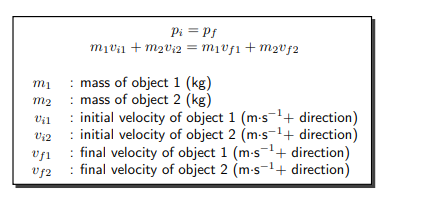 pᵢ = p_f
m₁vᵢ₁ + m₂vᵢ₂ = m₁v_f₁ + m₂v_f₂
m₁ : mass of object 1 (kg)
m₂ : mass of object 2 (kg)
vᵢ₁ : initial velocity of object 1 (m·s⁻¹+ direction)
vᵢ₂ : initial velocity of object 2 (m·s⁻¹+ direction)
v_f₁ : final velocity of object 1 (m·s⁻¹+ direction)
v_f₂ : final velocity of object 2 (m·s⁻¹+ direction)